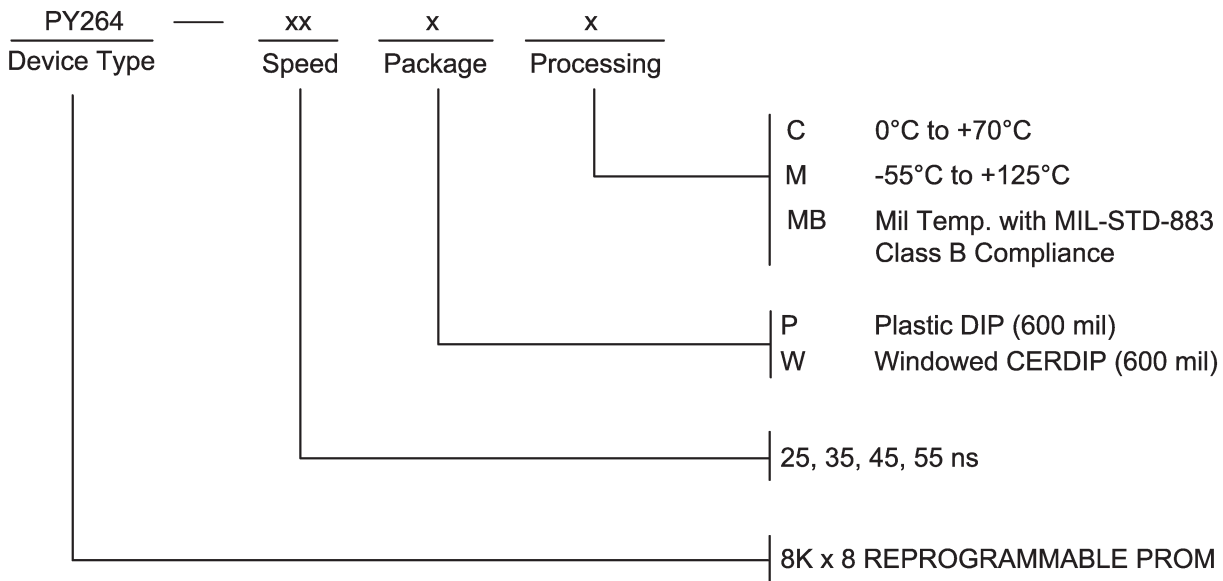 PY264 — xx x x
Device Type Speed Package Processing
C 0°C to +70°C
M -55°C to +125°C
MB Mil Temp. with MIL-STD-883
Class B Compliance
P Plastic DIP (600 mil)
W Windowed CERDIP (600 mil)
25, 35, 45, 55 ns
8K x 8 REPROGRAMMABLE PROM